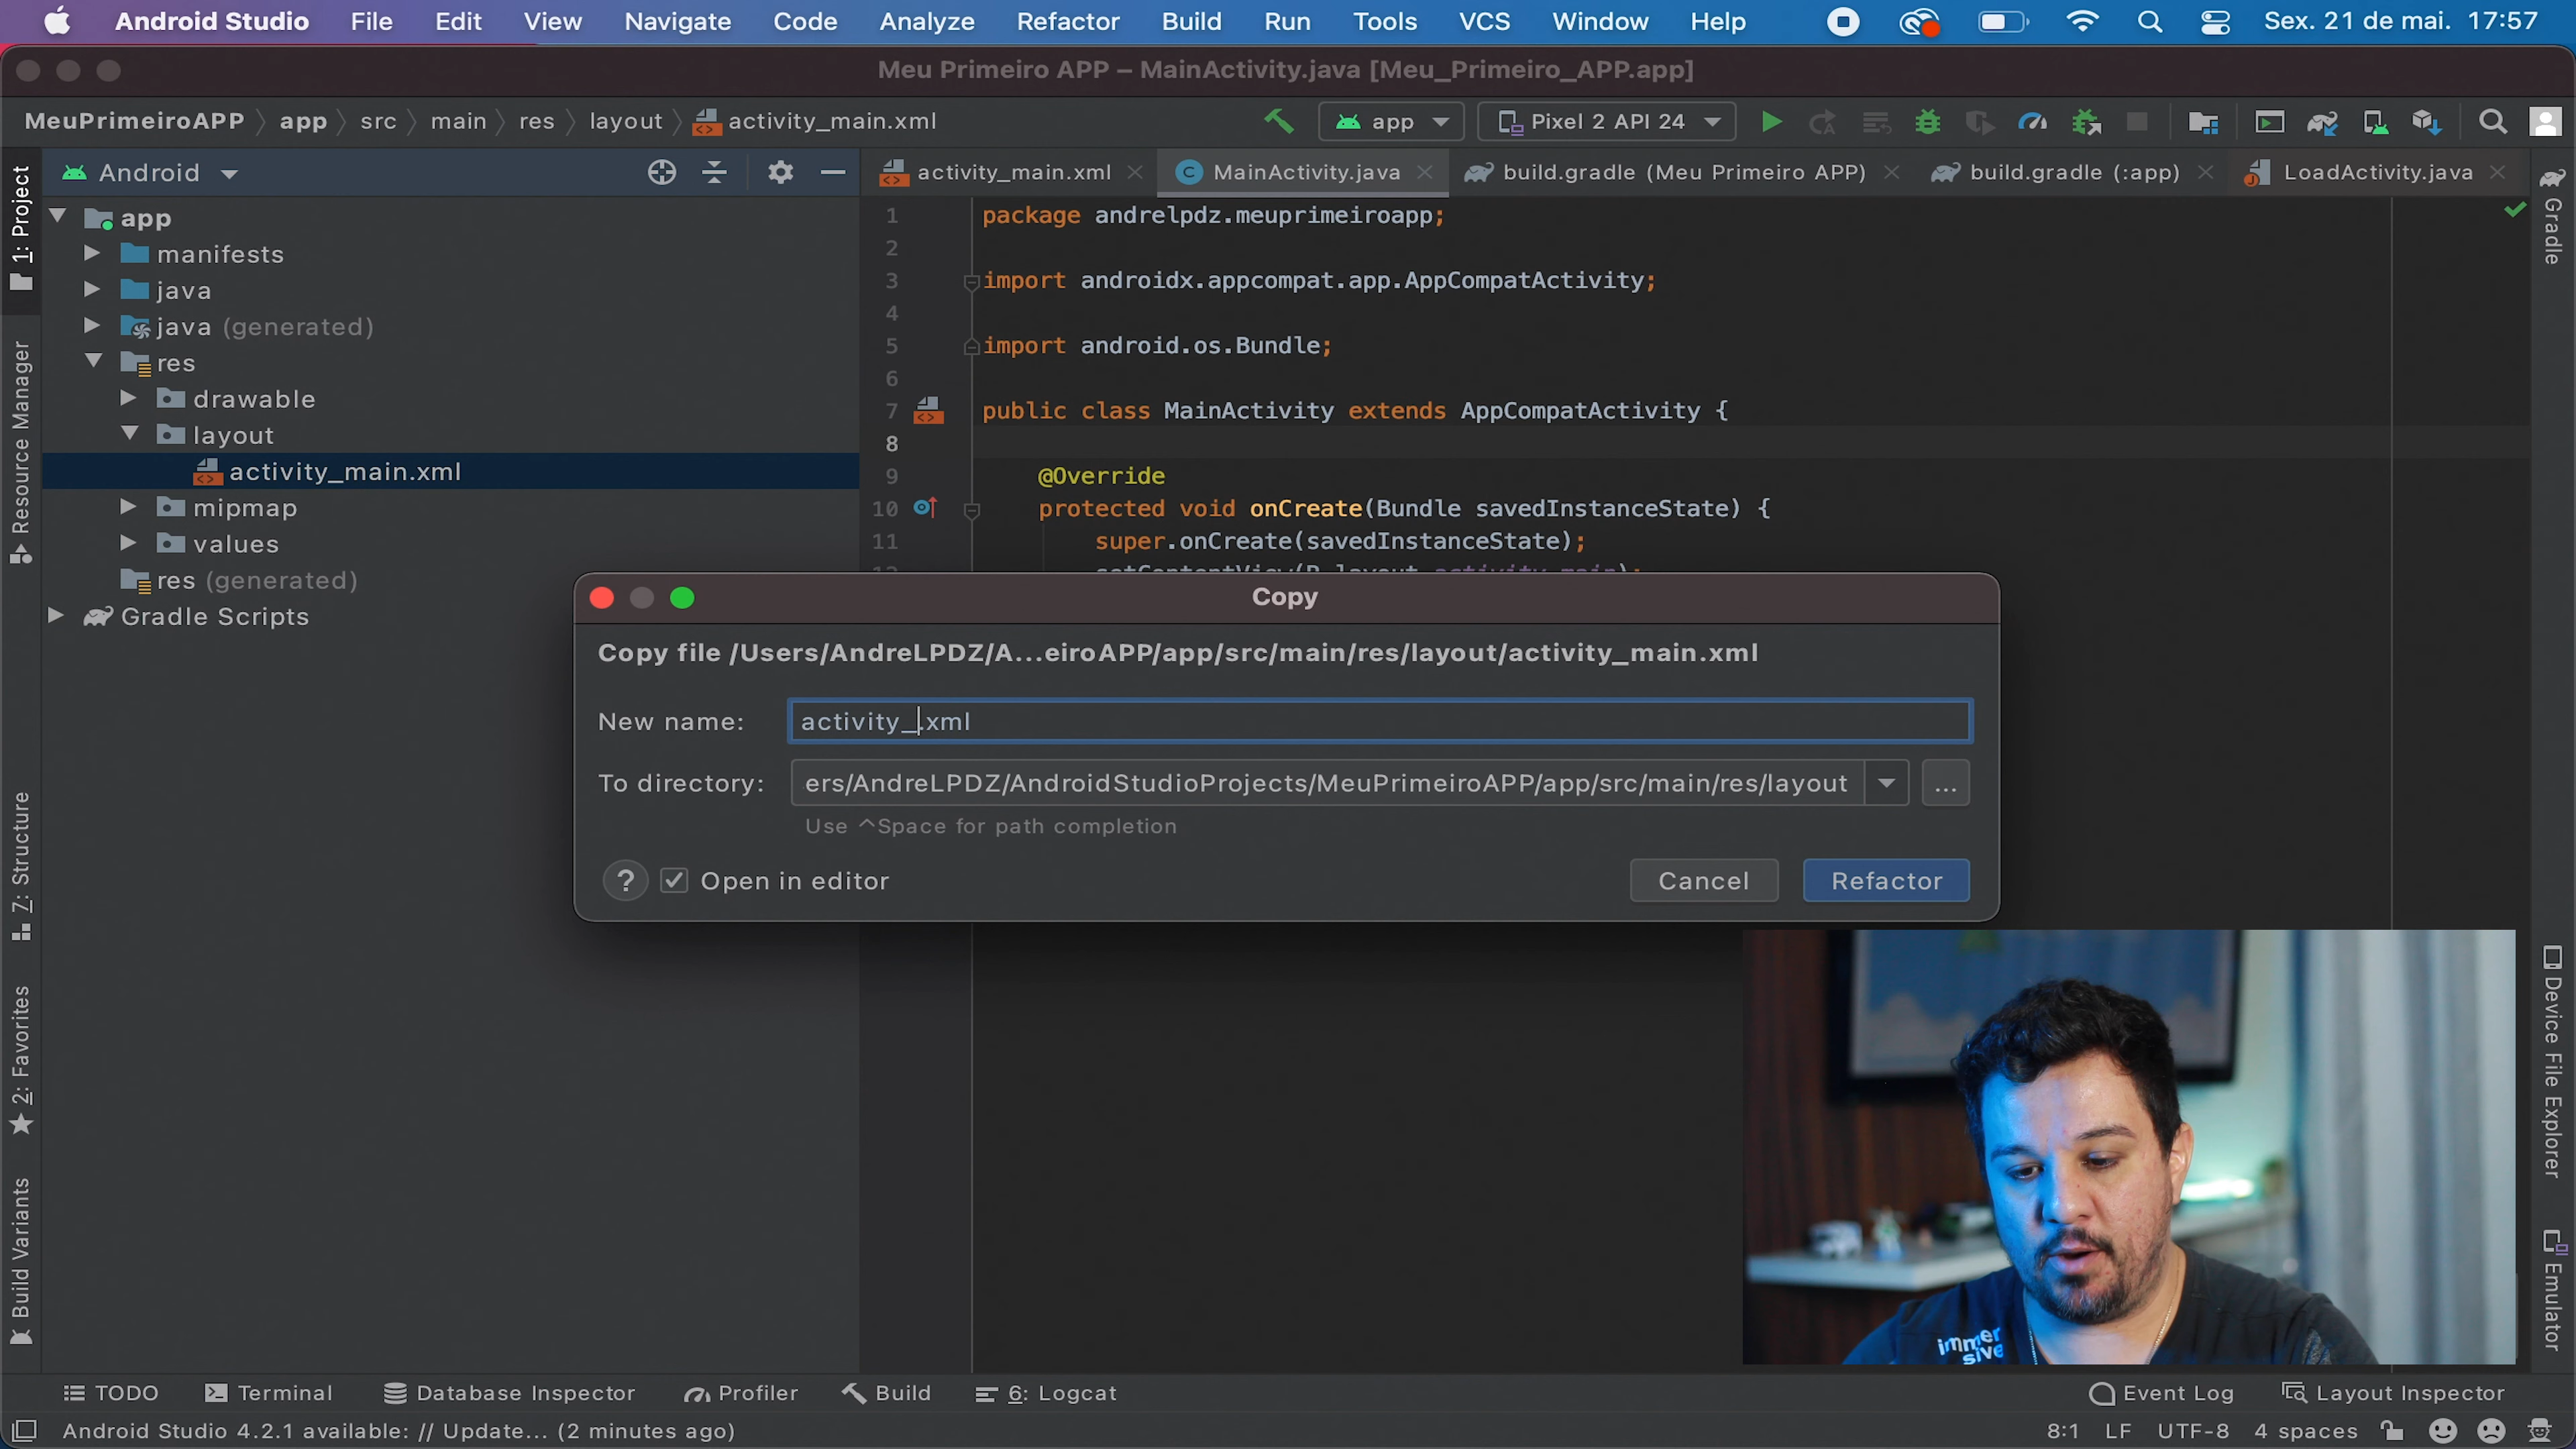 Android Studio File Edit View Navigate Code Analyze Refactor Build Run Tools VCS Window Help Sex. 21 de mai. 17:57
Meu Primeiro APP – MainActivity.java [Meu_Primeiro_APP.app]
MeuPrimeiroAPP app src main res layout activity_main.xml app Pixel 2 API 24
Android
activity_main.xml MainActivity.java build.gradle (Meu Primeiro APP) build.gradle (:app) LoadActivity.java
1: Project
Resource Manager
7: Structure
2: Favorites
Build Variants
app
manifests
java
java (generated)
res
drawable
layout
activity_main.xml
mipmap
values
res (generated)
Gradle Scripts
1 package andrelpdz.meuprimeiroapp;
2
3 import androidx.appcompat.app.AppCompatActivity;
4
5 import android.os.Bundle;
6
7 public class MainActivity extends AppCompatActivity {
8
9 @Override
10 protected void onCreate(Bundle savedInstanceState) {
11 super.onCreate(savedInstanceState);
12 setContentView(R.layout.activity_main);
Copy
Copy file /Users/AndreLPDZ/A...eiroAPP/app/src/main/res/layout/activity_main.xml
New name: activity_.xml
To directory: ers/AndreLPDZ/AndroidStudioProjects/MeuPrimeiroAPP/app/src/main/res/layout ...
Use ^Space for path completion
? Open in editor Cancel Refactor
Gradle
Device File Explorer
Emulator
immer
sive
TODO Terminal Database Inspector Profiler Build 6: Logcat Event Log Layout Inspector
Android Studio 4.2.1 available: // Update... (2 minutes ago) 8:1 LF UTF-8 4 spaces